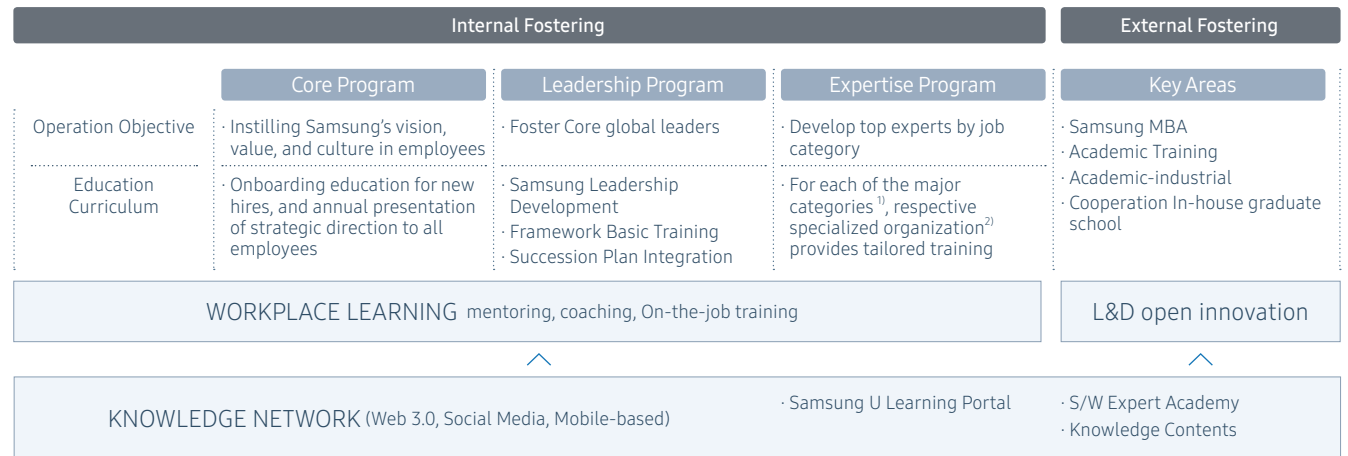 Internal Fostering
External Fostering
Core Program
Leadership Program
Expertise Program
Key Areas
Operation Objective
· Instilling Samsung's vision,
value, and culture in employees
· Foster Core global leaders
· Develop top experts by job
category
· Samsung MBA
· Academic Training
· Academic-industrial
· Cooperation In-house graduate
school
Education
Curriculum
· Onboarding education for new
hires, and annual presentation
of strategic direction to all
employees
· Samsung Leadership
Development
· Framework Basic Training
· Succession Plan Integration
· For each of the major
categories 1), respective
specialized organization2)
provides tailored training
WORKPLACE LEARNING mentoring, coaching, On-the-job training
L&D open innovation
KNOWLEDGE NETWORK (Web 3.0, Social Media, Mobile-based)
· Samsung U Learning Portal
· S/W Expert Academy
· Knowledge Contents